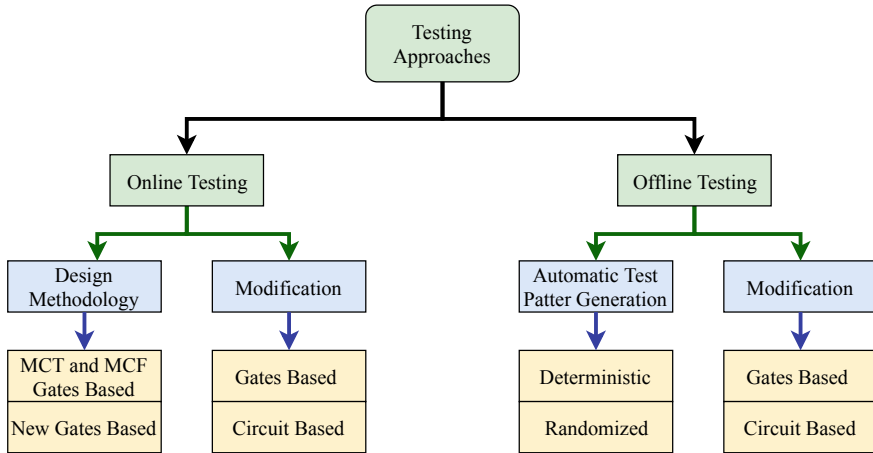 Testing
Approaches
Online Testing
Offline Testing
Design
Methodology
Modification
Automatic Test
Patter Generation
Modification
MCT and MCF
Gates Based
New Gates Based
Gates Based
Circuit Based
Deterministic
Randomized
Gates Based
Circuit Based